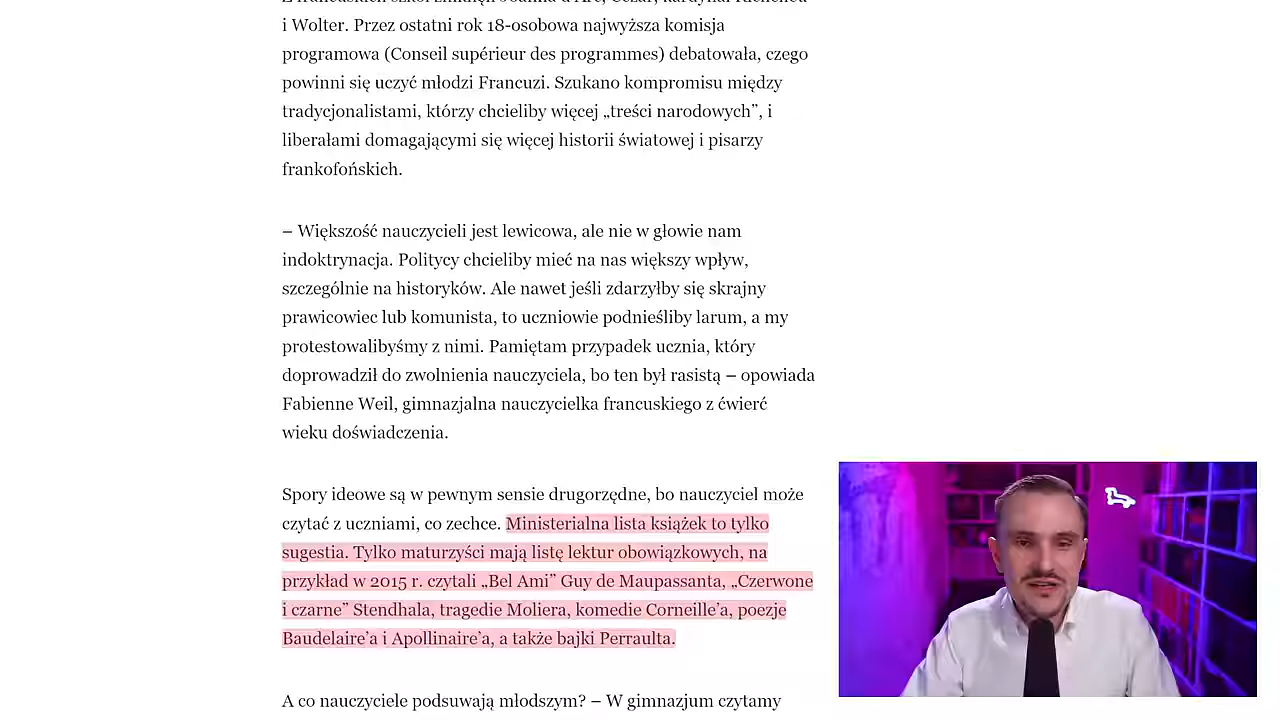 i Wolter. Przez ostatni rok 18-osobowa najwyższa komisja
programowa (Conseil supérieur des programmes) debatowała, czego
powinni się uczyć młodzi Francuzi. Szukano kompromisu między
tradycjonalistami, którzy chcieliby więcej „treści narodowych”, i
liberałami domagającymi się więcej historii światowej i pisarzy
frankofońskich.
– Większość nauczycieli jest lewicowa, ale nie w głowie nam
indoktrynacja. Politycy chcieliby mieć na nas większy wpływ,
szczególnie na historyków. Ale nawet jeśli zdarzyłby się skrajny
prawicowiec lub komunista, to uczniowie podnieśliby larum, a my
protestowalibyśmy z nimi. Pamiętam przypadek ucznia, który
doprowadził do zwolnienia nauczyciela, bo ten był rasistą – opowiada
Fabienne Weil, gimnazjalna nauczycielka francuskiego z ćwierć
wieku doświadczenia.
Spory ideowe są w pewnym sensie drugorzędne, bo nauczyciel może
czytać z uczniami, co zechce. Ministerialna lista książek to tylko
sugestia. Tylko maturzyści mają listę lektur obowiązkowych, na
przykład w 2015 r. czytali „Bel Ami” Guy de Maupassanta, „Czerwone
i czarne” Stendhala, tragedie Moliera, komedie Corneille’a, poezje
Baudelaire’a i Apollinaire’a, a także bajki Perraulta.
A co nauczyciele podsuwają młodszym? – W gimnazjum czytamy